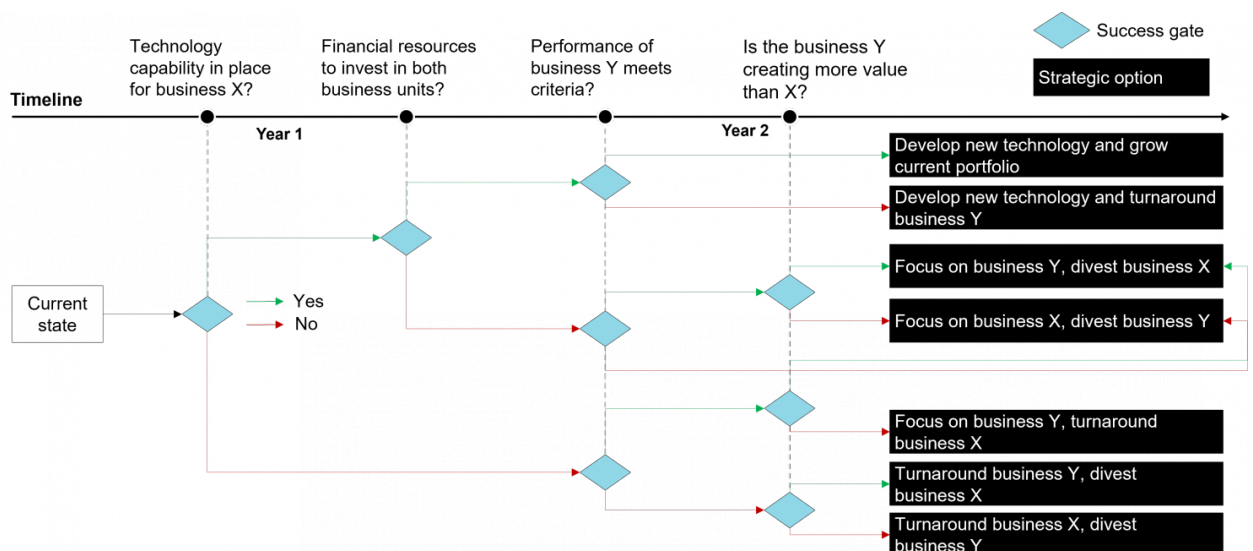 Technology
capability in place
for business X?
Financial resources
to invest in both
business units?
Performance of
business Y meets
criteria?
Is the business Y
creating more value
than X?
Success gate
Strategic option
Timeline
Year 1
Year 2
Develop new technology and grow
current portfolio
Develop new technology and turnaround
business Y
Focus on business Y, divest business X
Current
state
Yes
No
Focus on business X, divest business Y
Focus on business Y, turnaround
business X
Turnaround business Y, divest
business X
Turnaround business X, divest
business Y